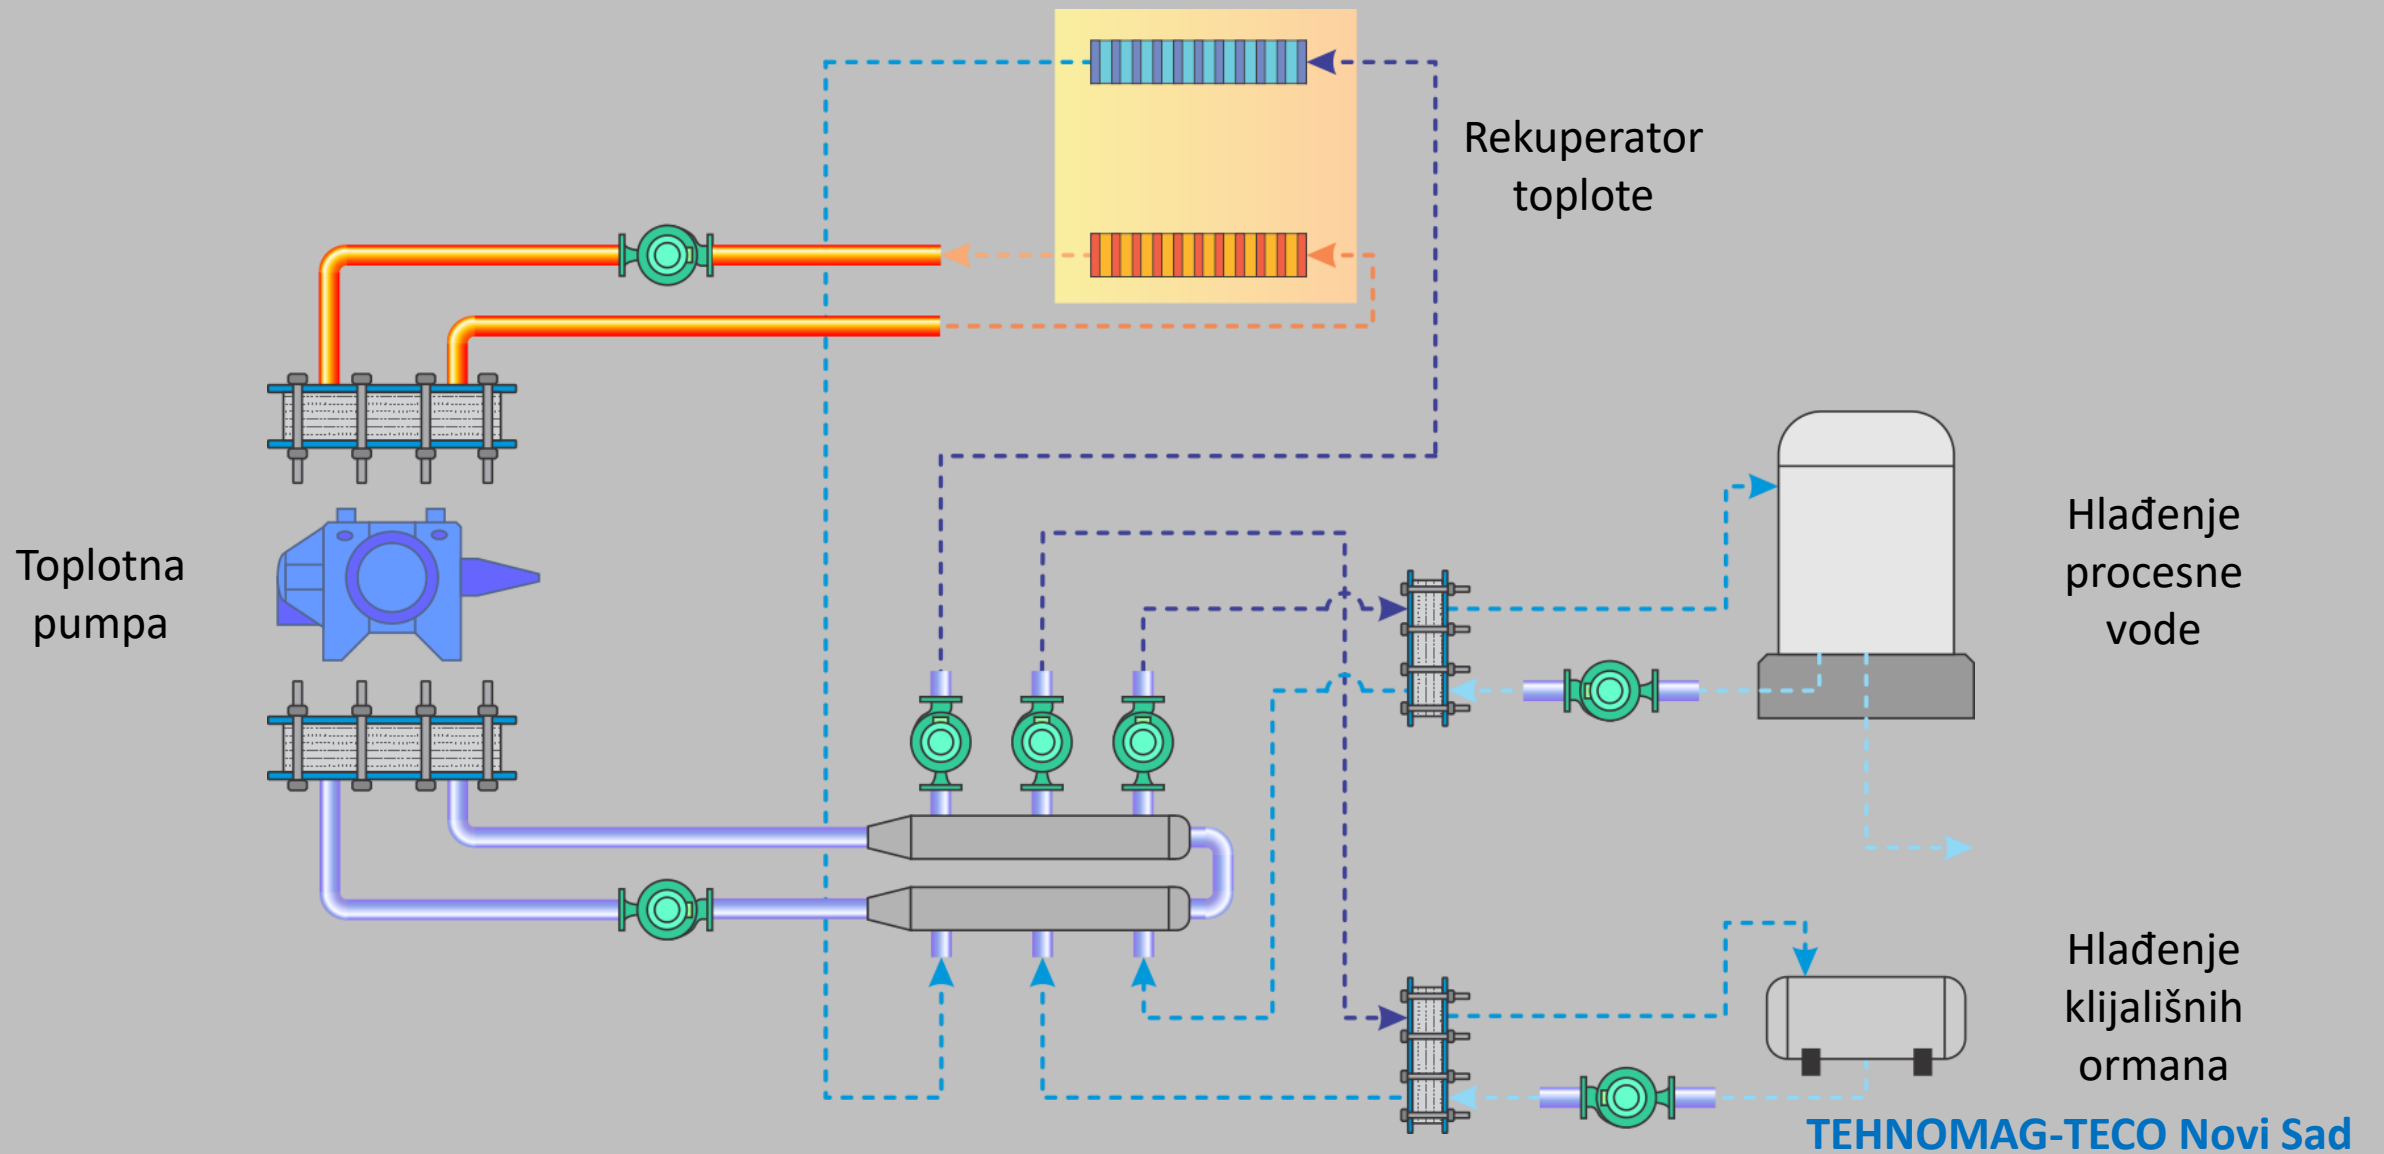 Rekuperator
toplote
Toplotna
pumpa
Hlađenje
procesne
vode
Hlađenje
klijališnih
ormana
TEHNOMAG-TECO Novi Sad